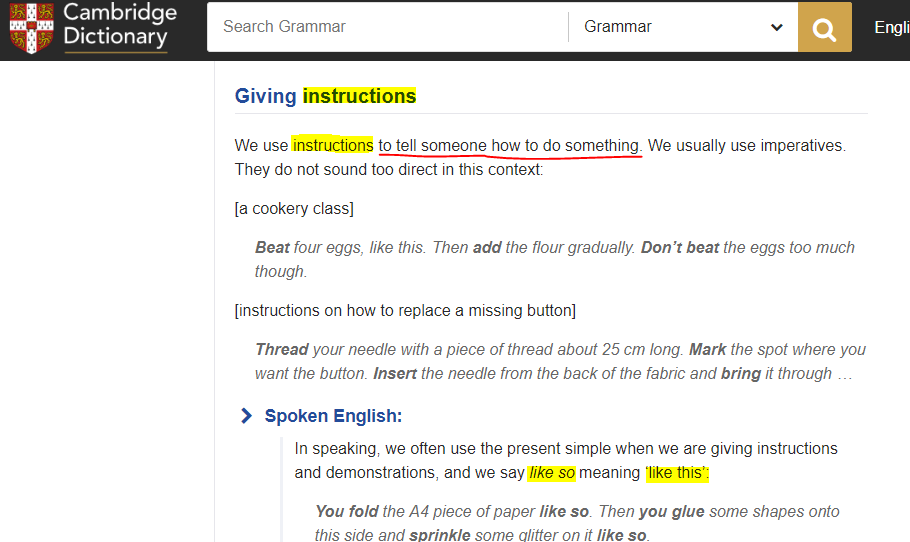 Cambridge
Dictionary
Search Grammar
Grammar
Engli
Giving instructions
We use instructions to tell someone how to do something. We usually use imperatives.
They do not sound too direct in this context:
[a cookery class]
Beat four eggs, like this. Then add the flour gradually. Don’t beat the eggs too much
though.
[instructions on how to replace a missing button]
Thread your needle with a piece of thread about 25 cm long. Mark the spot where you
want the button. Insert the needle from the back of the fabric and bring it through …
Spoken English:
In speaking, we often use the present simple when we are giving instructions
and demonstrations, and we say like so meaning ‘like this’:
You fold the A4 piece of paper like so. Then you glue some shapes onto
this side and sprinkle some glitter on it like so.